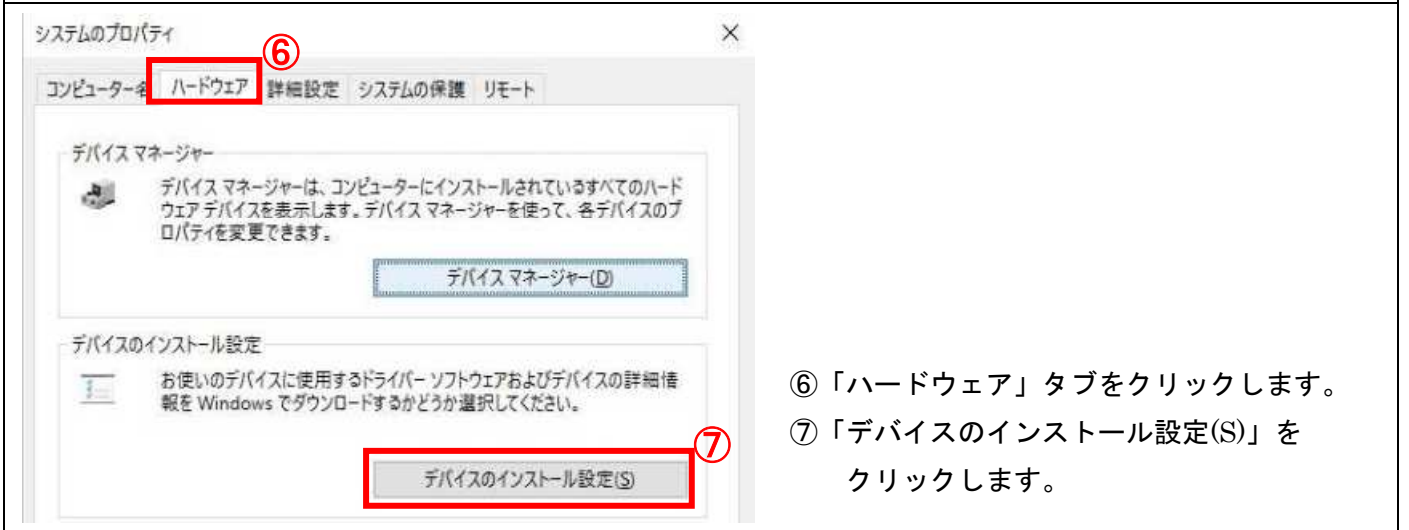 システムのプロパティ
⑥
コンピューター名 ハードウェア 詳細設定 システムの保護 リモート
デバイス マネージャー
デバイス マネージャーは、コンピューターにインストールされているすべてのハード
ウェア デバイスを表示します。デバイス マネージャーを使って、各デバイスのプ
ロパティを変更できます。
デバイス マネージャー(D)
デバイスのインストール設定
お使いのデバイスに使用するドライバー ソフトウェアおよびデバイスの詳細情
報を Windows でダウンロードするかどうか選択してください。
⑦
デバイスのインストール設定(S)
⑥「ハードウェア」タブをクリックします。
⑦「デバイスのインストール設定(S)」を
クリックします。